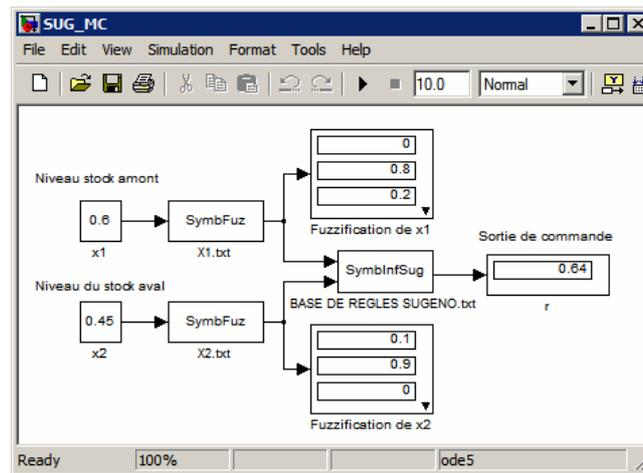 SUG_MC
File Edit View Simulation Format Tools Help
10.0 Normal
Niveau stock amont
0.6
x1
SymbFuz
X1.txt
0
0.8
0.2
Fuzzification de x1
Niveau du stock aval
0.45
x2
SymbFuz
X2.txt
SymbInfSug
BASE DE REGLES SUGENO.txt
Sortie de commande
0.64
r
0.1
0.9
0
Fuzzification de x2
Ready 100% ode5